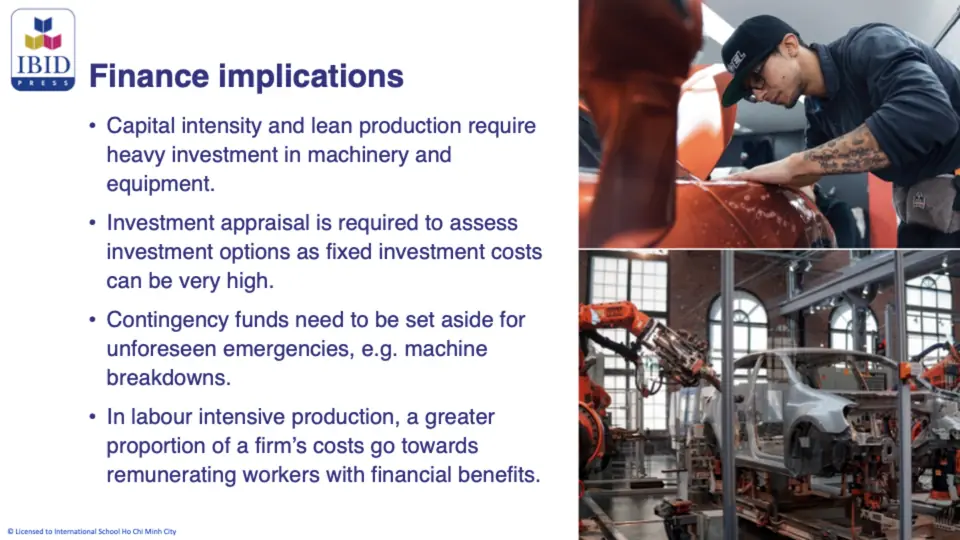 IBID
PRESS
Finance implications
• Capital intensity and lean production require
heavy investment in machinery and
equipment.
• Investment appraisal is required to assess
investment options as fixed investment costs
can be very high.
• Contingency funds need to be set aside for
unforeseen emergencies, e.g. machine
breakdowns.
• In labour intensive production, a greater
proportion of a firm’s costs go towards
remunerating workers with financial benefits.
© Licensed to International School Ho Chi Minh City